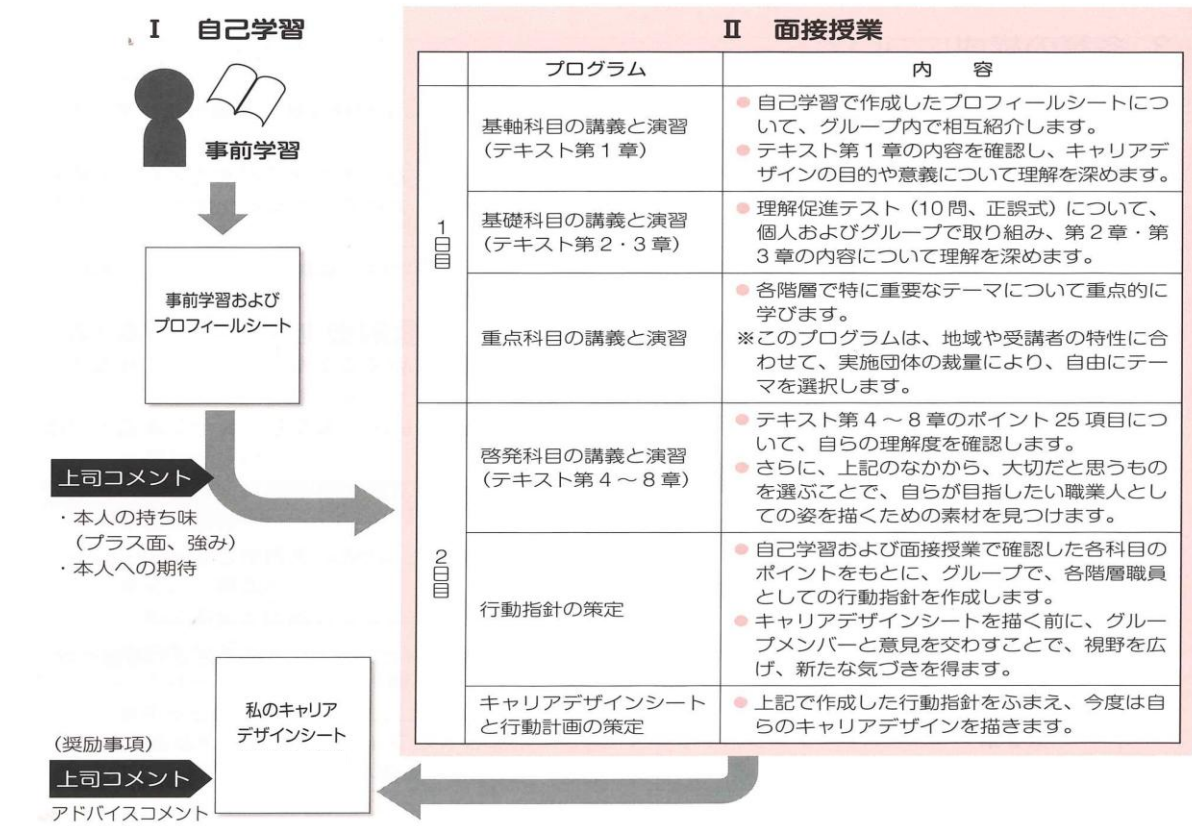 Ⅰ 自己学習
事前学習
事前学習および
プロフィールシート
上司コメント
・本人の持ち味
（プラス面、強み）
・本人への期待
私のキャリア
デザインシート
（奨励事項）
上司コメント
アドバイスコメント
Ⅱ 面接授業
プログラム
内 容
1日目
基軸科目の講義と演習
（テキスト第1章）
● 自己学習で作成したプロフィールシートにつ
いて、グループ内で相互紹介します。
● テキスト第1章の内容を確認し、キャリアデ
ザインの目的や意義について理解を深めます。
基礎科目の講義と演習
（テキスト第2・3章）
● 理解促進テスト（10問、正誤式）について、
個人およびグループで取り組み、第2章・第
3章の内容について理解を深めます。
重点科目の講義と演習
● 各階層で特に重要なテーマについて重点的に
学びます。
※このプログラムは、地域や受講者の特性に合
わせて、実施団体の裁量により、自由にテー
マを選択します。
2日目
啓発科目の講義と演習
（テキスト第4～8章）
● テキスト第4～8章のポイント25項目につ
いて、自らの理解度を確認します。
● さらに、上記のなかから、大切だと思うもの
を選ぶことで、自らが目指したい職業人とし
ての姿を描くための素材を見つけます。
行動指針の策定
● 自己学習および面接授業で確認した各科目の
ポイントをもとに、グループで、各階層職員
としての行動指針を作成します。
● キャリアデザインシートを描く前に、グルー
プメンバーと意見を交わすことで、視野を広
げ、新たな気づきを得ます。
キャリアデザインシート
と行動計画の策定
● 上記で作成した行動指針をふまえ、今度は自
らのキャリアデザインを描きます。